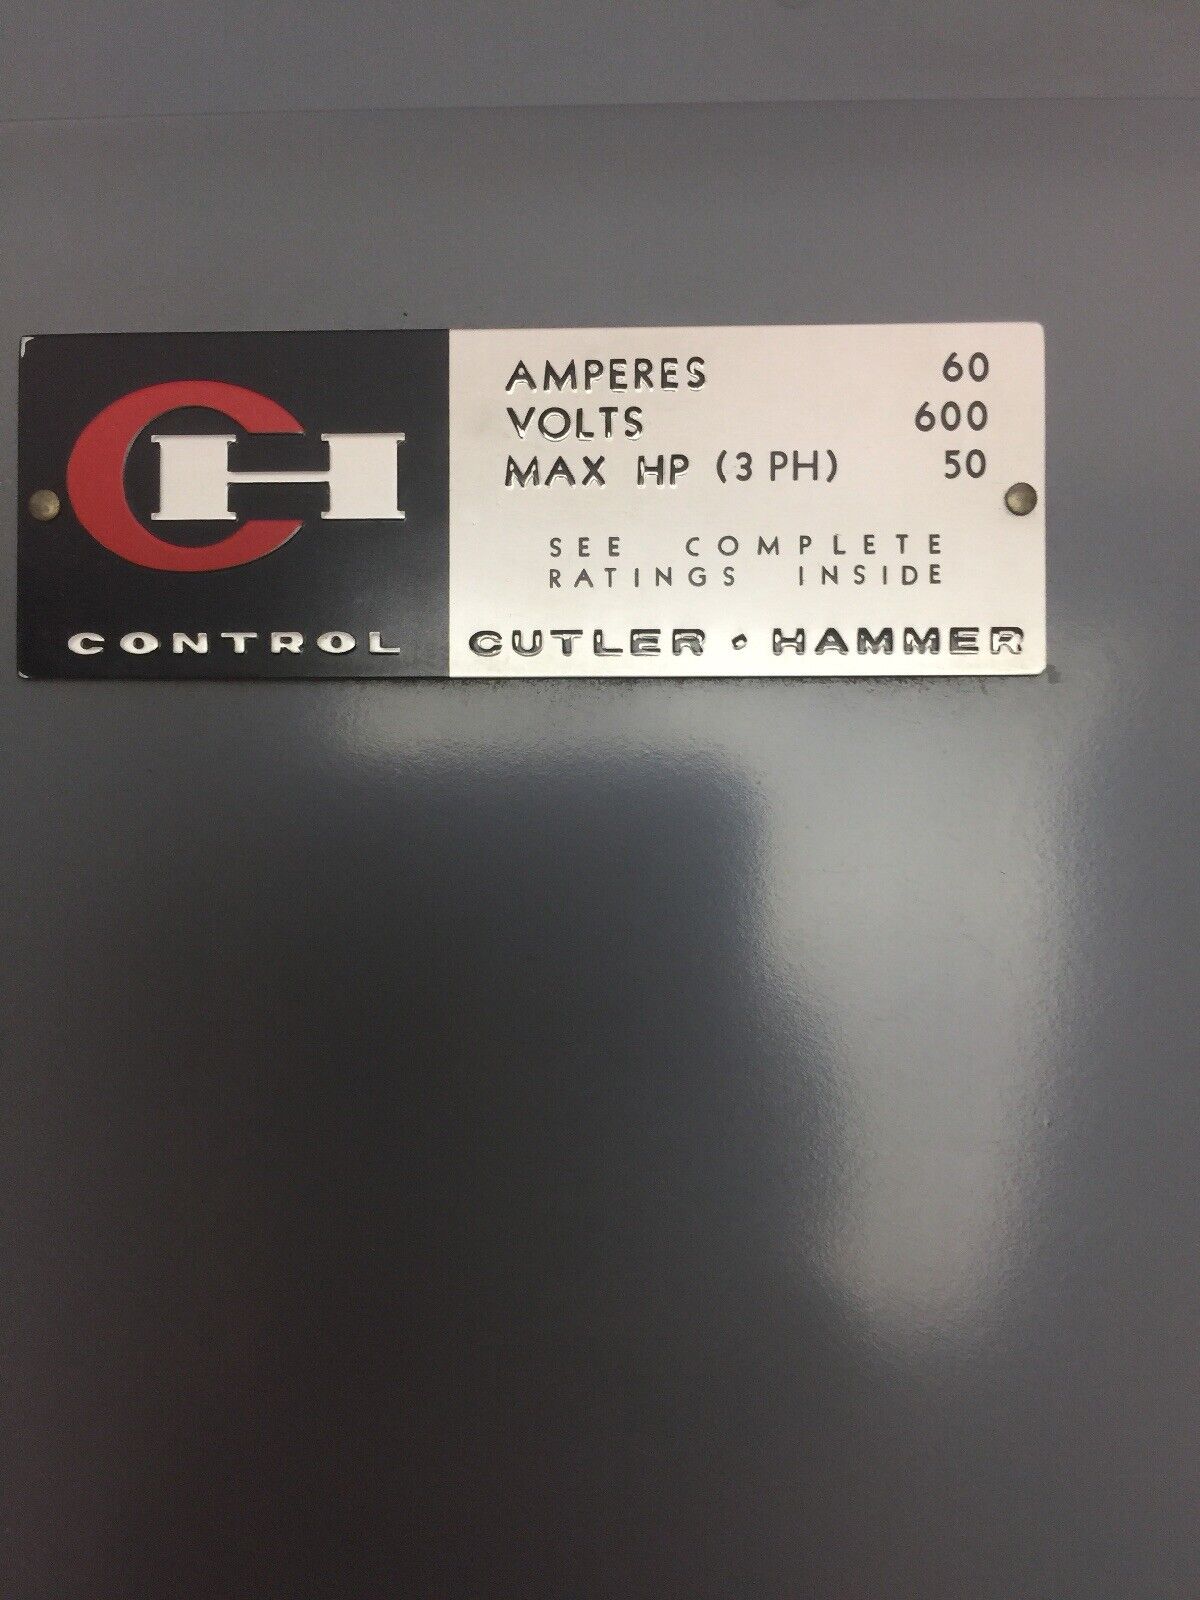 CH
CONTROL
AMPERES 60
VOLTS 600
MAX HP (3 PH) 50
SEE COMPLETE
RATINGS INSIDE
CUTLER · HAMMER